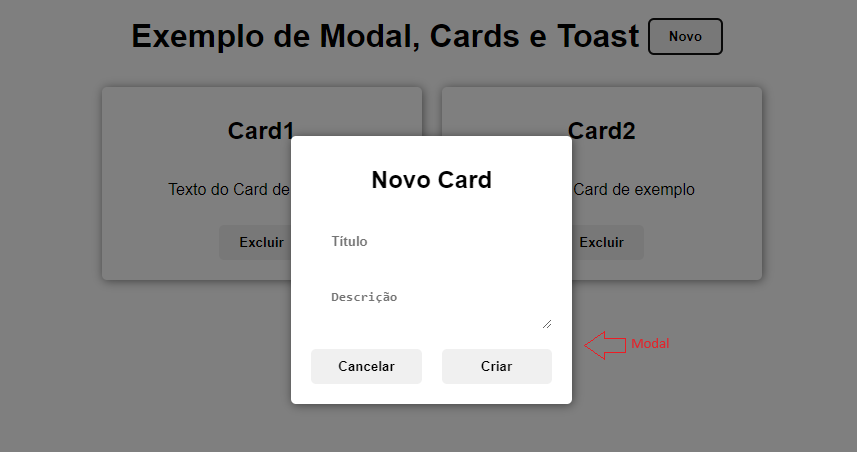 Exemplo de Modal, Cards e Toast
Novo
Card1
Card2
Texto do Card de
Card de exemplo
Excluir
Excluir
Novo Card
Título
Descrição
Cancelar
Criar
Modal